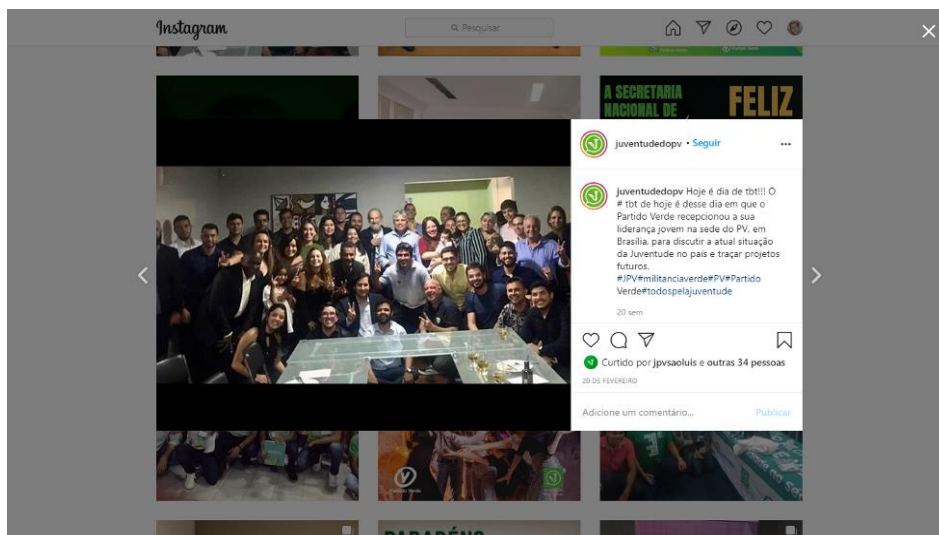 Instagram
Pesquisar
A SECRETARIA
NACIONAL DE
FELIZ
juventudedopv • Seguir
juventudedopv Hoje é dia de tbt!!! O
# tbt de hoje é desse dia em que o
Partido Verde recepcionou a sua
liderança jovem na sede do PV, em
Brasília, para discutir a atual situação
da Juventude no país e traçar projetos
futuros.
#JPV#militanciaverde#PV#Partido
Verde#todospelajuventude
20 sem
Curtido por jpvsaoluis e outras 34 pessoas
20 DE FEVEREIRO
Adicione um comentário... Publicar
Partido Verde
PARABÉNS